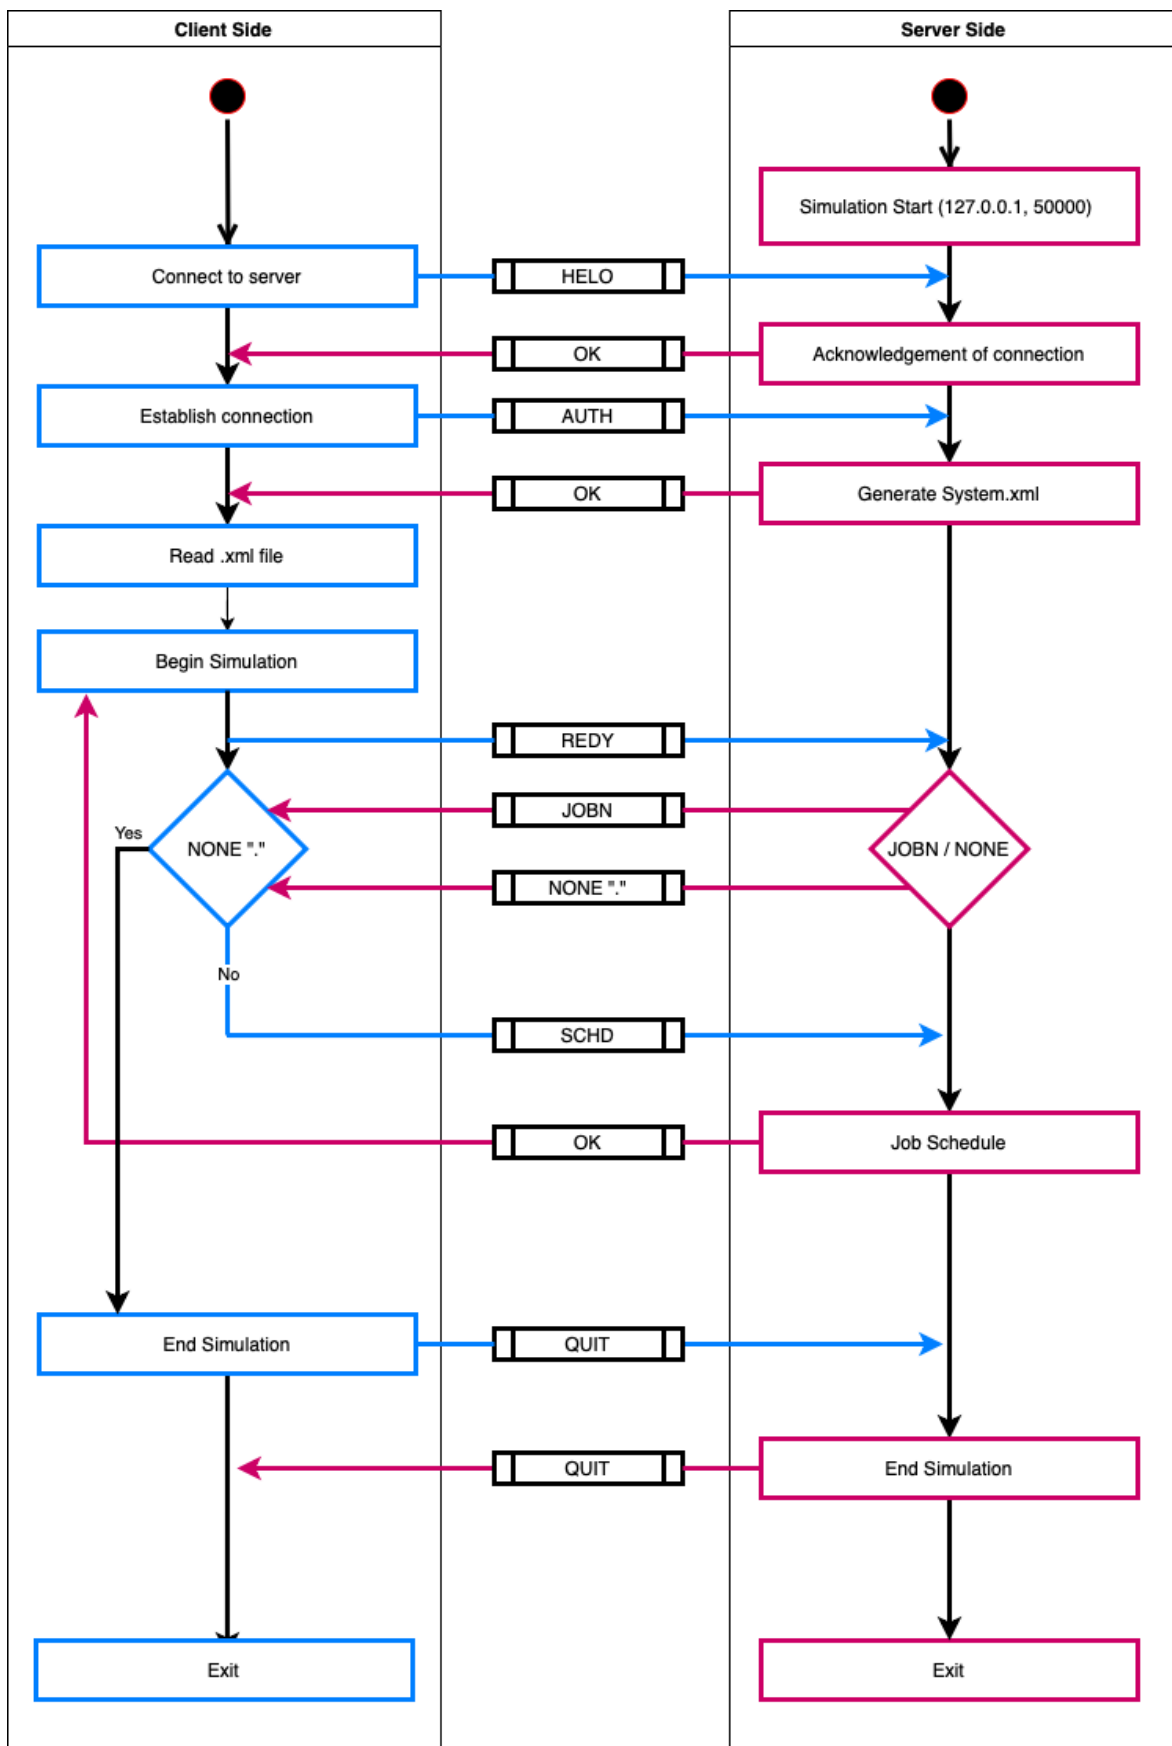 Client Side
Server Side
Simulation Start (127.0.0.1, 50000)
Connect to server
HELO
OK
Acknowledgement of connection
Establish connection
AUTH
OK
Generate System.xml
Read .xml file
Begin Simulation
REDY
JOBN
Yes
NONE "."
JOBN / NONE
NONE "."
No
SCHD
OK
Job Schedule
End Simulation
QUIT
QUIT
End Simulation
Exit
Exit